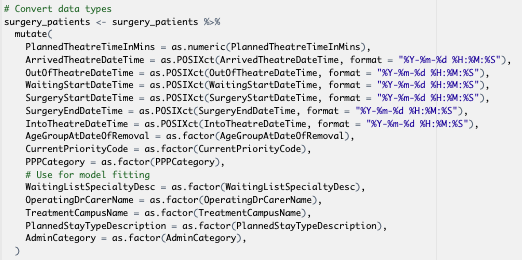 # Convert data types
surgery_patients <- surgery_patients %>%
  mutate(
    PlannedTheatreTimeInMins = as.numeric(PlannedTheatreTimeInMins),
    ArrivedTheatreDateTime = as.POSIXct(ArrivedTheatreDateTime, format = "%Y-%m-%d %H:%M:%S"),
    OutOfTheatreDateTime = as.POSIXct(OutOfTheatreDateTime, format = "%Y-%m-%d %H:%M:%S"),
    WaitingStartDateTime = as.POSIXct(WaitingStartDateTime, format = "%Y-%m-%d %H:%M:%S"),
    SurgeryStartDateTime = as.POSIXct(SurgeryStartDateTime, format = "%Y-%m-%d %H:%M:%S"),
    SurgeryEndDateTime = as.POSIXct(SurgeryEndDateTime, format = "%Y-%m-%d %H:%M:%S"),
    IntoTheatreDateTime = as.POSIXct(IntoTheatreDateTime, format = "%Y-%m-%d %H:%M:%S"),
    AgeGroupAtDateOfRemoval = as.factor(AgeGroupAtDateOfRemoval),
    CurrentPriorityCode = as.factor(CurrentPriorityCode),
    PPPCategory = as.factor(PPPCategory),
    # Use for model fitting
    WaitingListSpecialtyDesc = as.factor(WaitingListSpecialtyDesc),
    OperatingDrCarerName = as.factor(OperatingDrCarerName),
    TreatmentCampusName = as.factor(TreatmentCampusName),
    PlannedStayTypeDescription = as.factor(PlannedStayTypeDescription),
    AdminCategory = as.factor(AdminCategory),
  )